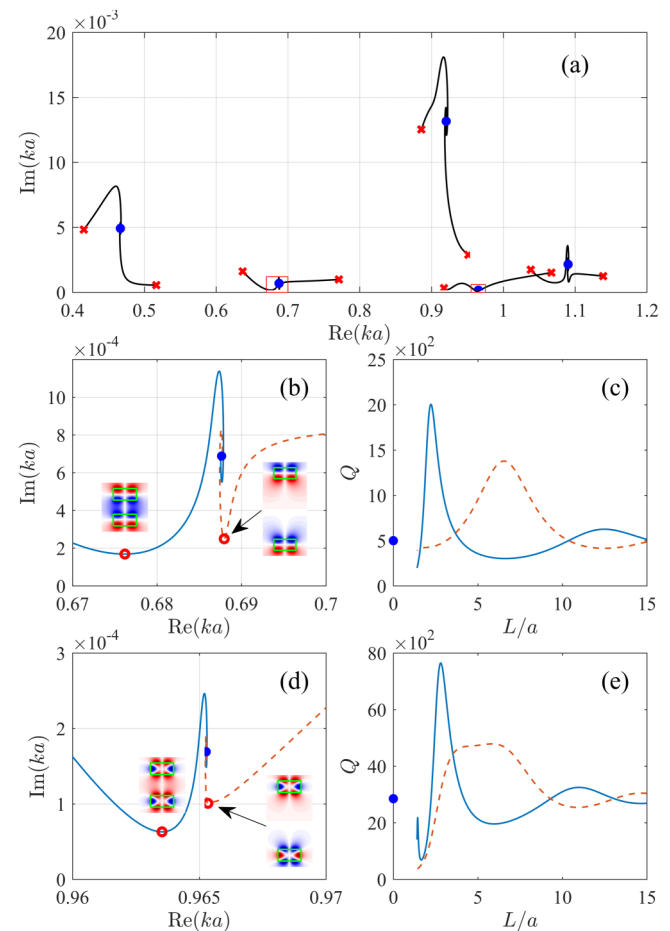 ×10⁻³
20
15
10
5
0
Im(ka)
(a)
0.4 0.5 0.6 0.7 0.8 0.9 1 1.1 1.2
Re(ka)
×10⁻⁴
10
8
6
4
2
0
Im(ka)
(b)
0.67 0.68 0.69 0.7
Re(ka)
×10²
25
20
15
10
5
0
Q
(c)
0 5 10 15
L/a
×10⁻⁴
3
2
1
0
Im(ka)
(d)
0.96 0.965 0.97
Re(ka)
×10²
80
60
40
20
0
Q
(e)
0 5 10 15
L/a